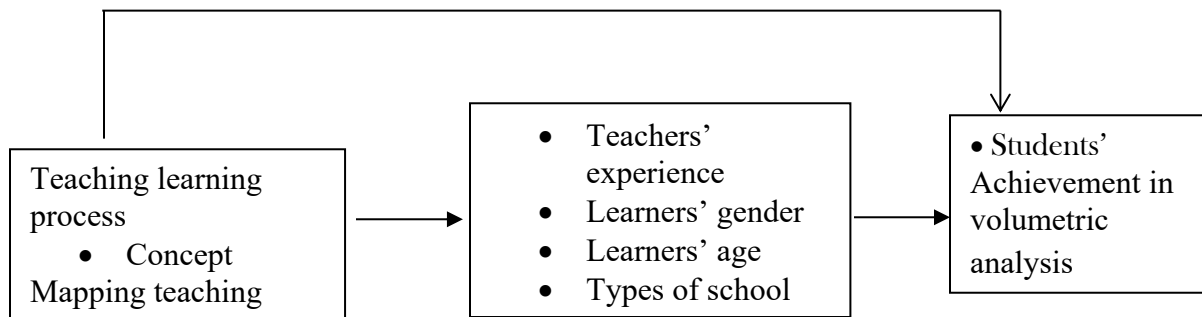 Teaching learning
process
• Concept
Mapping teaching
• Teachers’
experience
• Learners’ gender
• Learners’ age
• Types of school
• Students’
Achievement in
volumetric
analysis